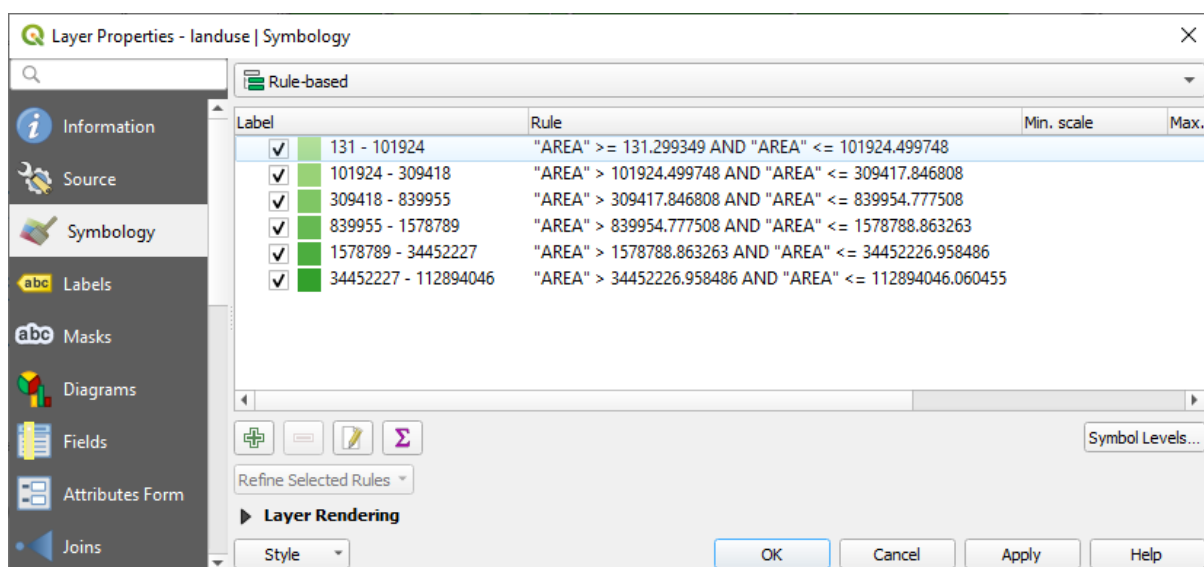 Layer Properties - landuse | Symbology
Rule-based
Information
Source
Symbology
abc Labels
abc Masks
Diagrams
Fields
Attributes Form
Joins
Label Rule Min. scale Max.
131 - 101924 "AREA" >= 131.299349 AND "AREA" <= 101924.499748
101924 - 309418 "AREA" > 101924.499748 AND "AREA" <= 309417.846808
309418 - 839955 "AREA" > 309417.846808 AND "AREA" <= 839954.777508
839955 - 1578789 "AREA" > 839954.777508 AND "AREA" <= 1578788.863263
1578789 - 34452227 "AREA" > 1578788.863263 AND "AREA" <= 34452226.958486
34452227 - 112894046 "AREA" > 34452226.958486 AND "AREA" <= 112894046.060455
Σ
Symbol Levels...
Refine Selected Rules
Layer Rendering
Style OK Cancel Apply Help